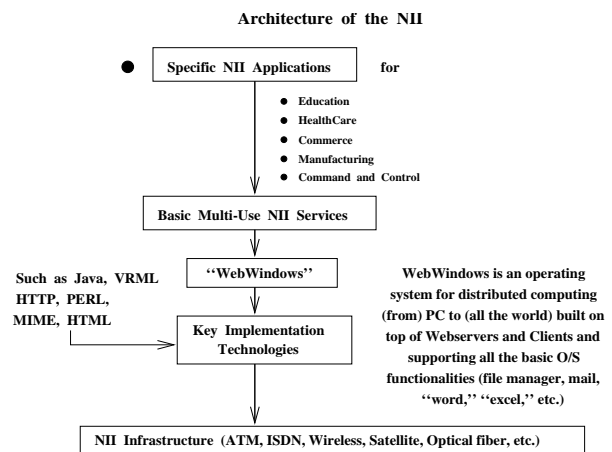 Architecture of the NII
● Specific NII Applications for
● Education
● HealthCare
● Commerce
● Manufacturing
● Command and Control
Basic Multi-Use NII Services
‘‘WebWindows’’
Such as Java, VRML
HTTP, PERL,
MIME, HTML
Key Implementation
Technologies
WebWindows is an operating
system for distributed computing
(from) PC to (all the world) built on
top of Webservers and Clients and
supporting all the basic O/S
functionalities (file manager, mail,
‘‘word,’’ ‘‘excel,’’ etc.)
NII Infrastructure (ATM, ISDN, Wireless, Satellite, Optical fiber, etc.)